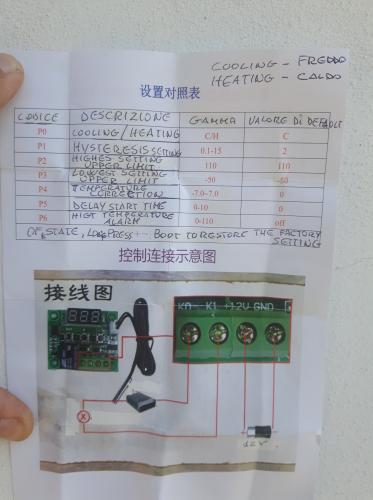 COOLING - FREDDO
HEATING - CALDO
设置对照表
CODICE DESCRIZIONE GAMMA VALORE Di DEFAULT
P0 COOLING/HEATING C/H C
P1 HYSTERESIS SETTING 0.1-15 2
P2 HIGHES SETTING UPPER LIMIT 110 110
P3 LOWEST SETTING UPPER LIMIT -50 -50
P4 TEMPERATURE CORRECTION -7.0~7.0 0
P5 DELAY START TIME 0-10 0
P6 HIGT TEMPERATURE ALARM 0-110 off
STATE, PRESS +- BOOT TO RESTORE THE FACTORY
SETTING
控制连接示意图
接线图
K0 K1 +12V GND
12V